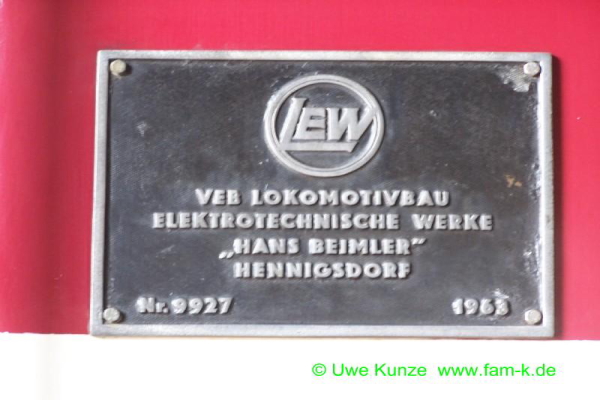 LEW
VEB LOKOMOTIVBAU
ELEKTROTECHNISCHE WERKE
„HANS BEIMLER”
HENNIGSDORF
Nr. 9927 1963
© Uwe Kunze www.fam-k.de